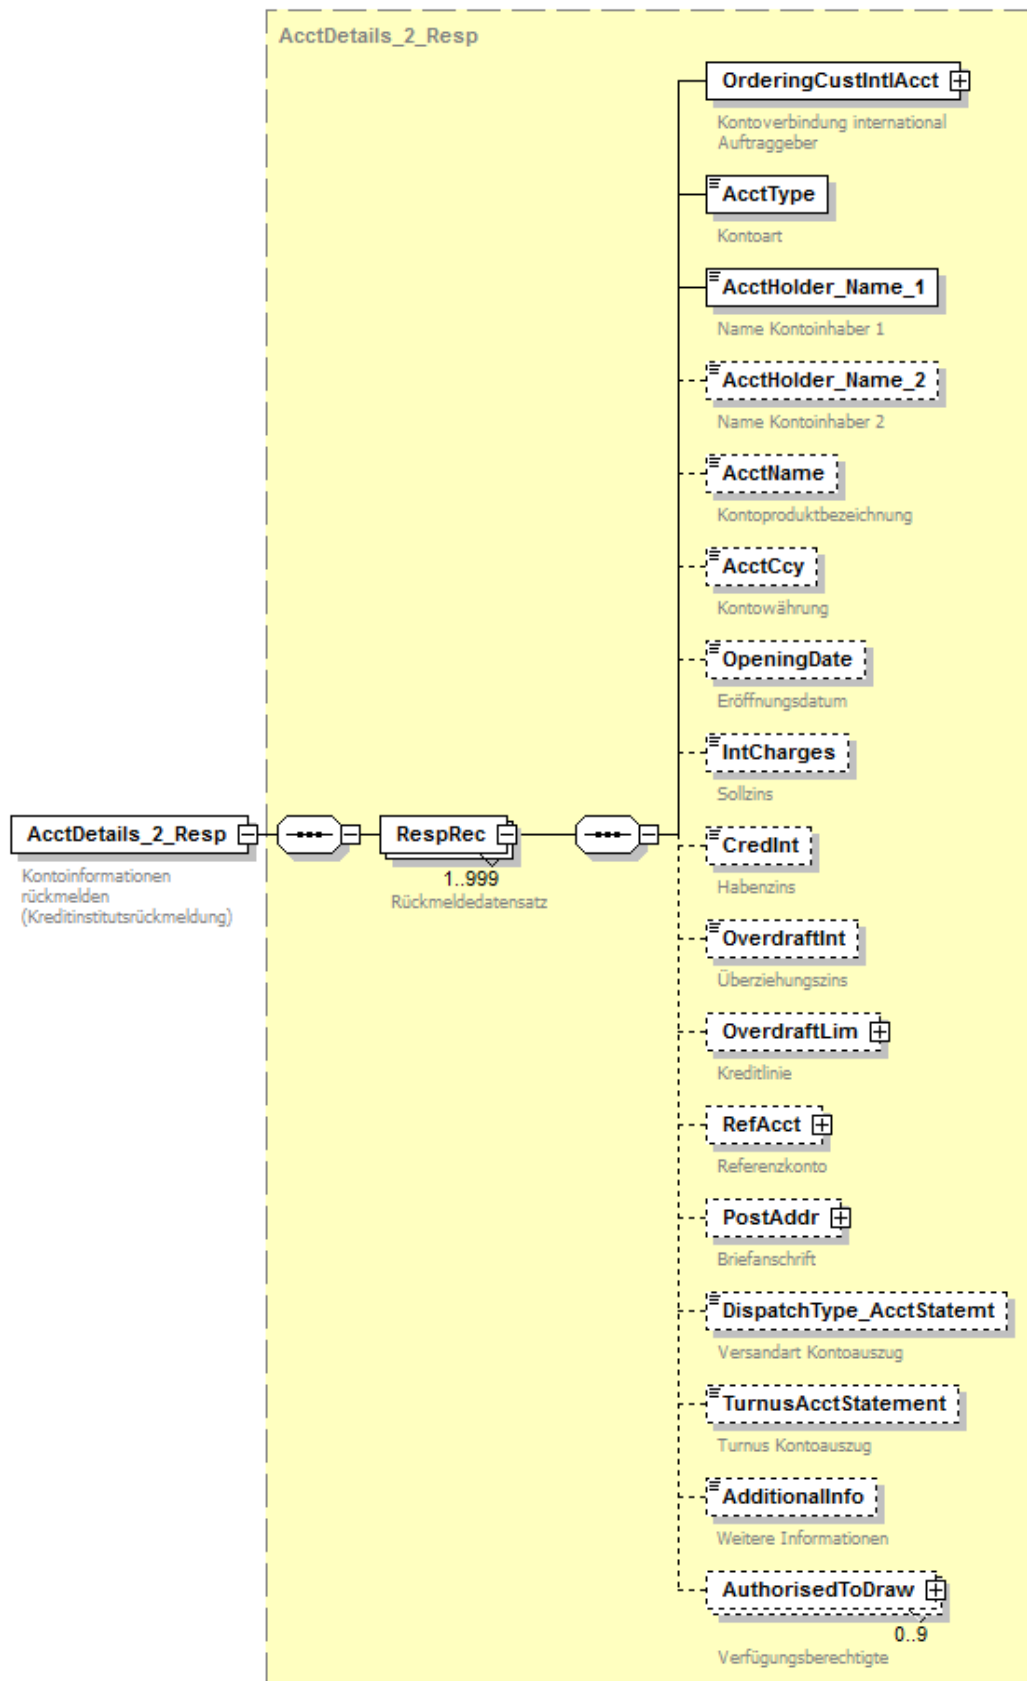 AcctDetails_2_Resp
OrderingCustIntlAcct
Kontoverbindung international
Auftraggeber
AcctType
Kontoart
AcctHolder_Name_1
Name Kontoinhaber 1
AcctHolder_Name_2
Name Kontoinhaber 2
AcctName
Kontoproduktbezeichnung
AcctCcy
Kontowährung
OpeningDate
Eröffnungsdatum
IntCharges
Sollzins
AcctDetails_2_Resp
Kontoinformationen
rückmelden
(Kreditinstitutsrückmeldung)
RespRec
1..999
Rückmeldedatensatz
CredInt
Habenzins
OverdraftInt
Überziehungszins
OverdraftLim
Kreditlinie
RefAcct
Referenzkonto
PostAddr
Briefanschrift
DispatchType_AcctStatemt
Versandart Kontoauszug
TurnusAcctStatement
Turnus Kontoauszug
AdditionalInfo
Weitere Informationen
AuthorisedToDraw
0..9
Verfügungsberechtigte